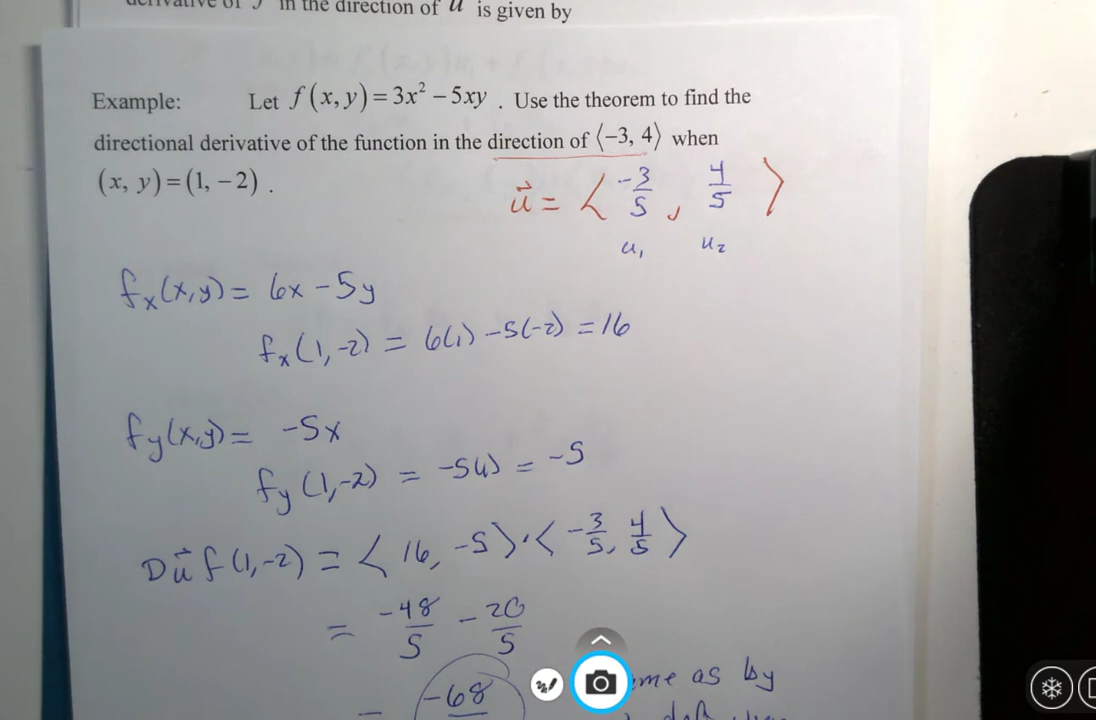 derivative of f in the direction of u is given by
Example: Let f(x, y) = 3x² − 5xy . Use the theorem to find the
directional derivative of the function in the direction of ⟨−3, 4⟩ when
(x, y) = (1, −2) .
u⃗ = ⟨ -3/5 , 4/5 ⟩
u₁ u₂
fₓ(x,y) = 6x − 5y
fₓ(1,−2) = 6(1) − 5(−2) = 16
fy(x,y) = −5x
fy(1,−2) = −5(1) = −5
Du⃗ f(1,−2) = ⟨ 16, −5 ⟩ · ⟨ −3/5, 4/5 ⟩
= −48/5 − 20/5
= −68
as by